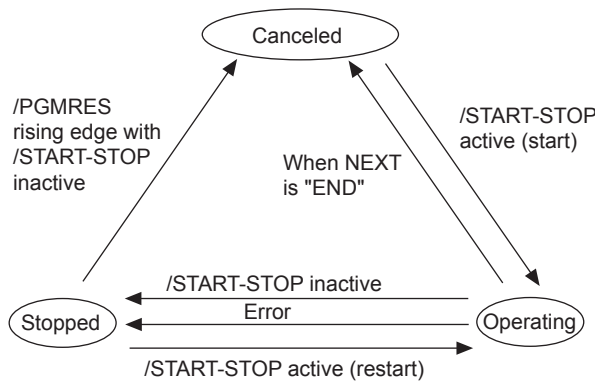 Canceled
/PGMRES
rising edge with
/START-STOP
inactive
/START-STOP
active (start)
When NEXT
is "END"
/START-STOP inactive
Error
Stopped
Operating
/START-STOP active (restart)